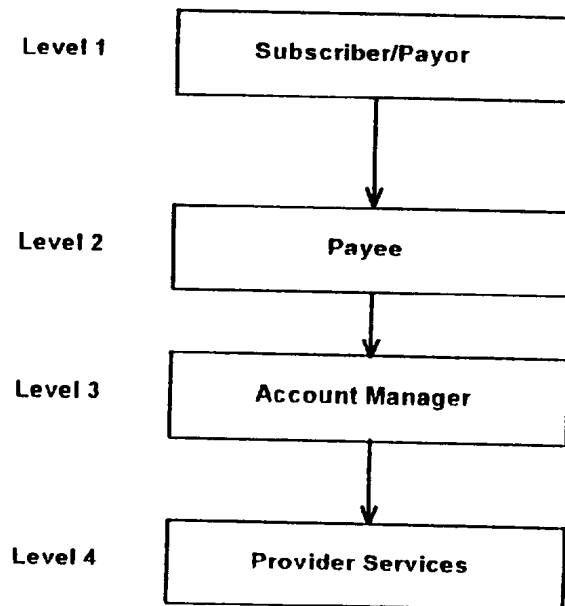 Level 1
Subscriber/Payor
Level 2
Payee
Level 3
Account Manager
Level 4
Provider Services